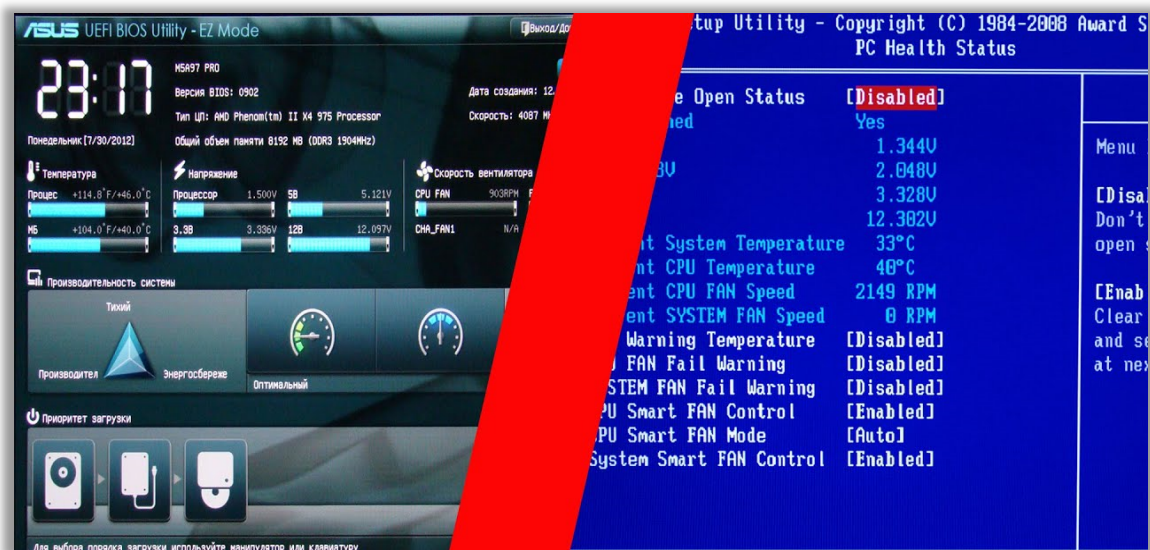 ASUS UEFI BIOS Utility - EZ Mode
Выход/До
23:17
M5A97 PRO
Версия BIOS: 0902
Дата создания: 12.
Тип ЦП: AMD Phenom(tm) II X4 975 Processor
Скорость: 4087
Понедельник [7/30/2012]
Общий объем памяти 8192 MB (DDR3 1904MHz)
Температура
Напряжение
Скорость вентилятора
Процес +114.8°F/+46.0°C
Процессор 1.500V 5В 5.121V
CPU FAN 903RPM
МБ +104.0°F/+40.0°C
3.3В 3.336V 12В 12.097V
CHA_FAN1 N/A
Производительность системы
Тихий
Производител
Энергосбереже
Оптимальный
Приоритет загрузки
Для выбора порядка загрузки используйте манипулятор или клавиатуру
tup Utility - Copyright (C) 1984-2008 Award S
PC Health Status
e Open Status [Disabled]
ned Yes
1.344V
2.048V
3.328V
12.302V
nt System Temperature 33°C
nt CPU Temperature 40°C
ent CPU FAN Speed 2149 RPM
ent SYSTEM FAN Speed 0 RPM
Warning Temperature [Disabled]
FAN Fail Warning [Disabled]
STEM FAN Fail Warning [Disabled]
PU Smart FAN Control [Enabled]
CPU Smart FAN Mode [Auto]
System Smart FAN Control [Enabled]
Menu
[Disa
Don't
open
[Enab
Clear
and se
at nex